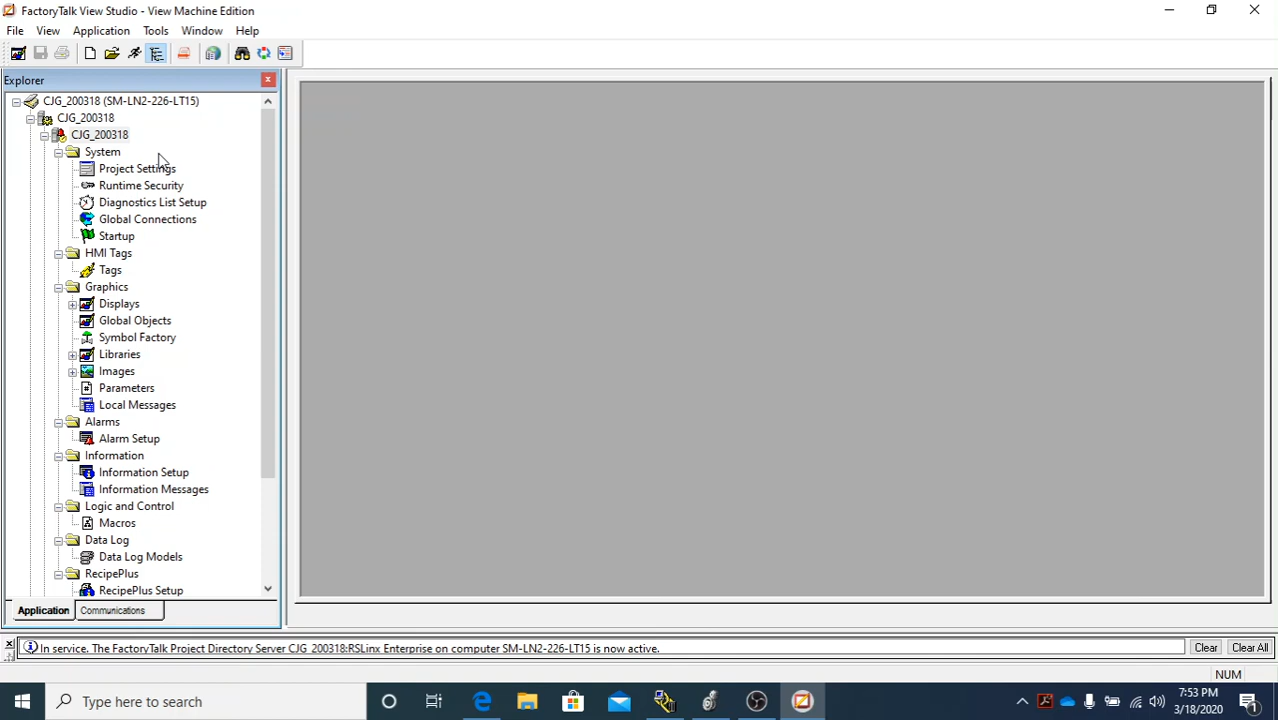 FactoryTalk View Studio - View Machine Edition
File View Application Tools Window Help
Explorer
CJG_200318 (SM-LN2-226-LT15)
CJG_200318
CJG_200318
System
Project Settings
Runtime Security
Diagnostics List Setup
Global Connections
Startup
HMI Tags
Tags
Graphics
Displays
Global Objects
Symbol Factory
Libraries
Images
Parameters
Local Messages
Alarms
Alarm Setup
Information
Information Setup
Information Messages
Logic and Control
Macros
Data Log
Data Log Models
RecipePlus
RecipePlus Setup
Application Communications
In service. The FactoryTalk Project Directory Server CJG_200318:RSLinx Enterprise on computer SM-LN2-226-LT15 is now active. Clear Clear All
NUM
Type here to search
7:53 PM
3/18/2020
1